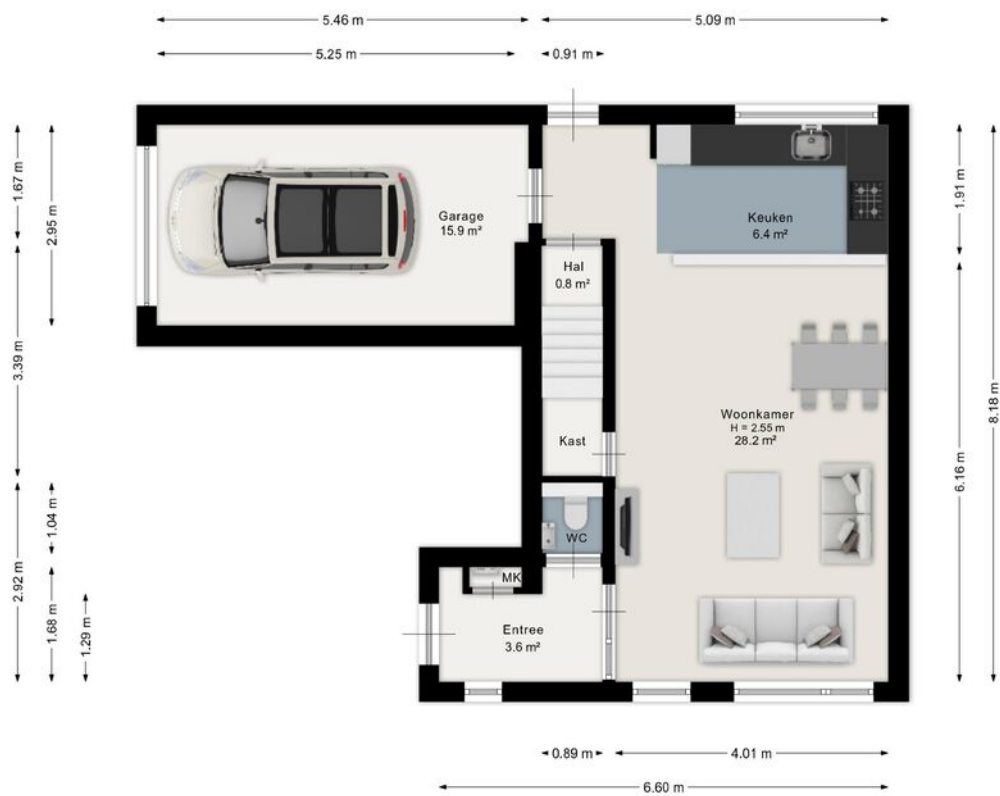 5.46 m
5.09 m
5.25 m
0.91 m
1.67 m
2.95 m
1.91 m
Garage
15.9 m²
Keuken
6.4 m²
Hal
0.8 m²
3.39 m
8.18 m
Woonkamer
H = 2.55 m
28.2 m²
Kast
6.16 m
1.04 m
WC
2.92 m
MK
1.68 m
1.29 m
Entree
3.6 m²
0.89 m
4.01 m
6.60 m